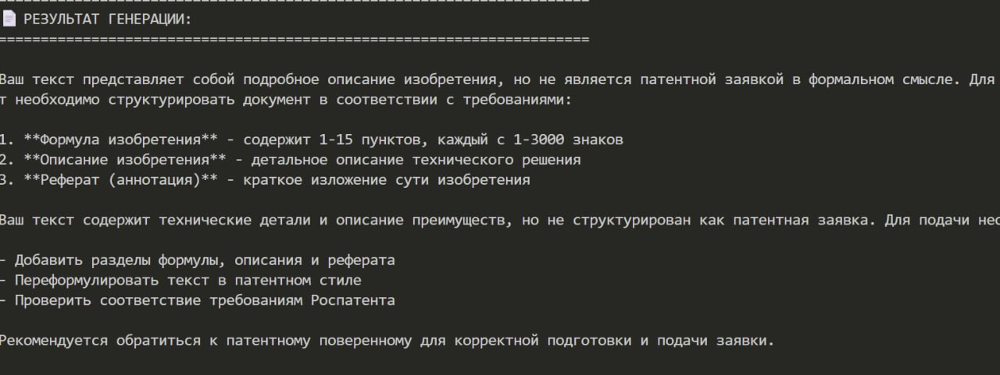 ======================================================================
📄 РЕЗУЛЬТАТ ГЕНЕРАЦИИ:
======================================================================
Ваш текст представляет собой подробное описание изобретения, но не является патентной заявкой в формальном смысле. Для
т необходимо структурировать документ в соответствии с требованиями:
1. **Формула изобретения** - содержит 1-15 пунктов, каждый с 1-3000 знаков
2. **Описание изобретения** - детальное описание технического решения
3. **Реферат (аннотация)** - краткое изложение сути изобретения
Ваш текст содержит технические детали и описание преимуществ, но не структурирован как патентная заявка. Для подачи
- Добавить разделы формулы, описания и реферата
- Переформулировать текст в патентном стиле
- Проверить соответствие требованиям Роспатента
Рекомендуется обратиться к патентному поверенному для корректной подготовки и подачи заявки.